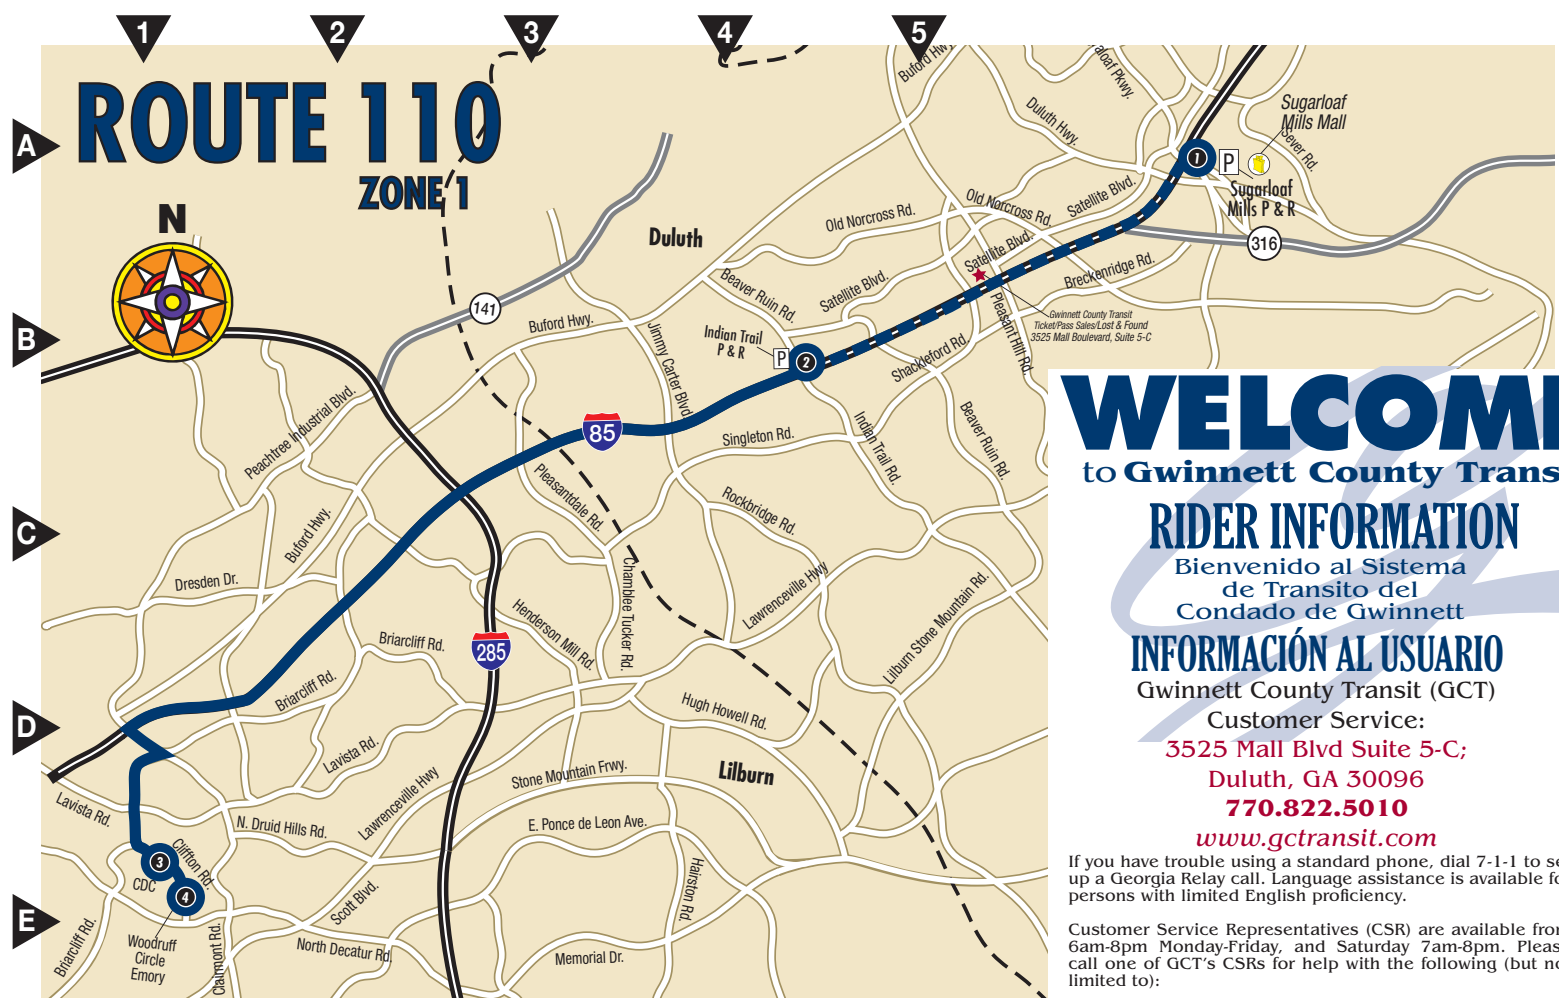 1 2 3 4 5
A
B
C
D
E
ROUTE 110
ZONE 1
N
Duluth
Lilburn
Buford Hwy.
Duluth Hwy.
Sugarloaf
Mills Mall
Sever Rd.
1
P
Sugarloaf
Mills P & R
316
Old Norcross Rd.
Old Norcross Rd.
Satellite Blvd.
Satellite Blvd.
Satellite Blvd.
Breckenridge Rd.
Beaver Ruin Rd.
Pleasant Hill Rd.
Gwinnett County Transit
Ticket/Pass Sales/Lost & Found
3525 Mall Boulevard, Suite 5-C
Shackleford Rd.
141
Buford Hwy.
Jimmy Carter Blvd.
Indian Trail
P & R
P
2
85
Singleton Rd.
Indian Trail Rd.
Beaver Ruin Rd.
Peachtree Industrial Blvd.
Pleasantdale Rd.
Rockbridge Rd.
Buford Hwy.
Dresden Dr.
Chamblee Tucker Rd.
Henderson Mill Rd.
Lawrenceville Hwy
Lilburn Stone Mountain Rd.
Briarcliff Rd.
285
Briarcliff Rd.
Hugh Howell Rd.
Lavista Rd.
Stone Mountain Frwy.
Lawrenceville Hwy
Lavista Rd.
N. Druid Hills Rd.
E. Ponce de Leon Ave.
3
CDC
Cliffton Rd.
4
Scott Blvd.
Hairston Rd.
Briarcliff Rd.
Woodruff
Circle
Emory
Clairmont Rd.
North Decatur Rd.
Memorial Dr.
WELCOM
to Gwinnett County Trans
RIDER INFORMATION
Bienvenido al Sistema
de Transito del
Condado de Gwinnett
INFORMACIÓN AL USUARIO
Gwinnett County Transit (GCT)
Customer Service:
3525 Mall Blvd Suite 5-C;
Duluth, GA 30096
770.822.5010
www.gctransit.com
If you have trouble using a standard phone, dial 7-1-1 to se
up a Georgia Relay call. Language assistance is available fo
persons with limited English proficiency.
Customer Service Representatives (CSR) are available from
6am-8pm Monday-Friday, and Saturday 7am-8pm. Pleas
call one of GCT's CSRs for help with the following (but no
limited to):